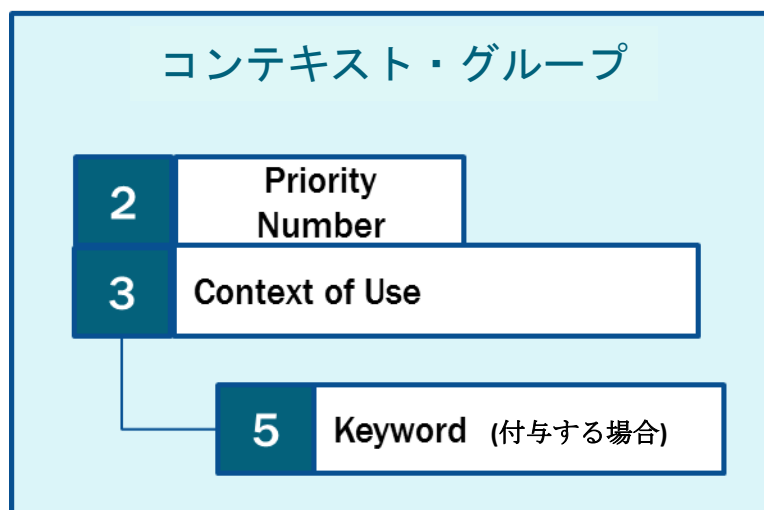 コンテキスト・グループ
2
Priority
Number
3
Context of Use
5
Keyword (付与する場合)